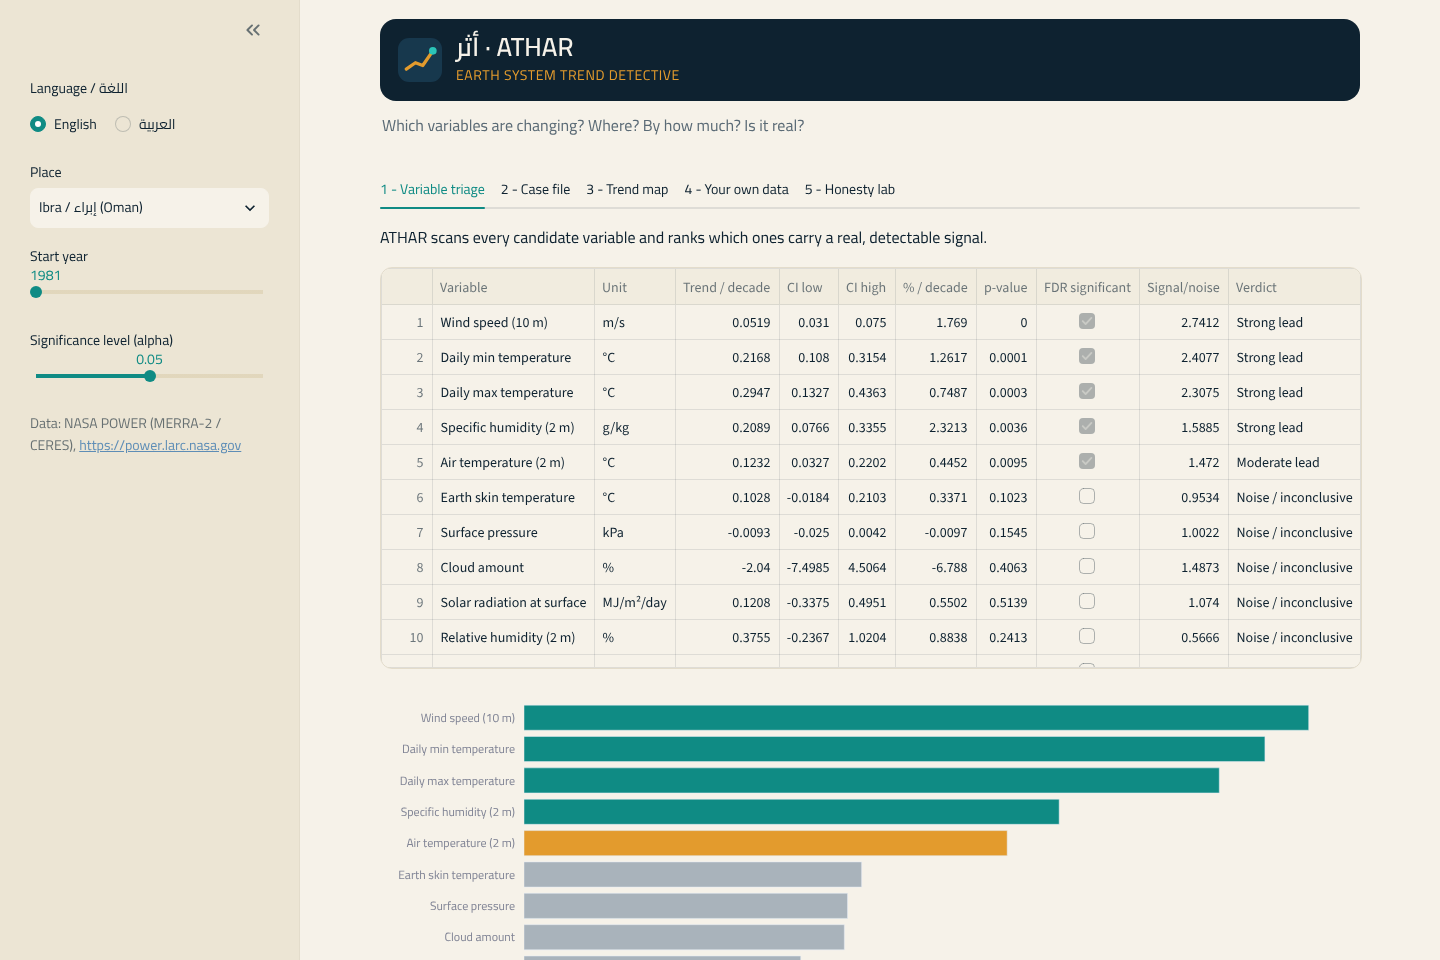 Language / اللغة
English العربية
Place
Ibra / إبراء (Oman)
Start year
1981
Significance level (alpha)
0.05
Data: NASA POWER (MERRA-2 /
CERES), https://power.larc.nasa.gov
أثر · ATHAR
EARTH SYSTEM TREND DETECTIVE
Which variables are changing? Where? By how much? Is it real?
1 - Variable triage 2 - Case file 3 - Trend map 4 - Your own data 5 - Honesty lab
ATHAR scans every candidate variable and ranks which ones carry a real, detectable signal.
Variable Unit Trend / decade CI low CI high % / decade p-value FDR significant Signal/noise Verdict
1 Wind speed (10 m) m/s 0.0519 0.031 0.075 1.769 0 2.7412 Strong lead
2 Daily min temperature °C 0.2168 0.108 0.3154 1.2617 0.0001 2.4077 Strong lead
3 Daily max temperature °C 0.2947 0.1327 0.4363 0.7487 0.0003 2.3075 Strong lead
4 Specific humidity (2 m) g/kg 0.2089 0.0766 0.3355 2.3213 0.0036 1.5885 Strong lead
5 Air temperature (2 m) °C 0.1232 0.0327 0.2202 0.4452 0.0095 1.472 Moderate lead
6 Earth skin temperature °C 0.1028 -0.0184 0.2103 0.3371 0.1023 0.9534 Noise / inconclusive
7 Surface pressure kPa -0.0093 -0.025 0.0042 -0.0097 0.1545 1.0022 Noise / inconclusive
8 Cloud amount % -2.04 -7.4985 4.5064 -6.788 0.4063 1.4873 Noise / inconclusive
9 Solar radiation at surface MJ/m²/day 0.1208 -0.3375 0.4951 0.5502 0.5139 1.074 Noise / inconclusive
10 Relative humidity (2 m) % 0.3755 -0.2367 1.0204 0.8838 0.2413 0.5666 Noise / inconclusive
Wind speed (10 m)
Daily min temperature
Daily max temperature
Specific humidity (2 m)
Air temperature (2 m)
Earth skin temperature
Surface pressure
Cloud amount